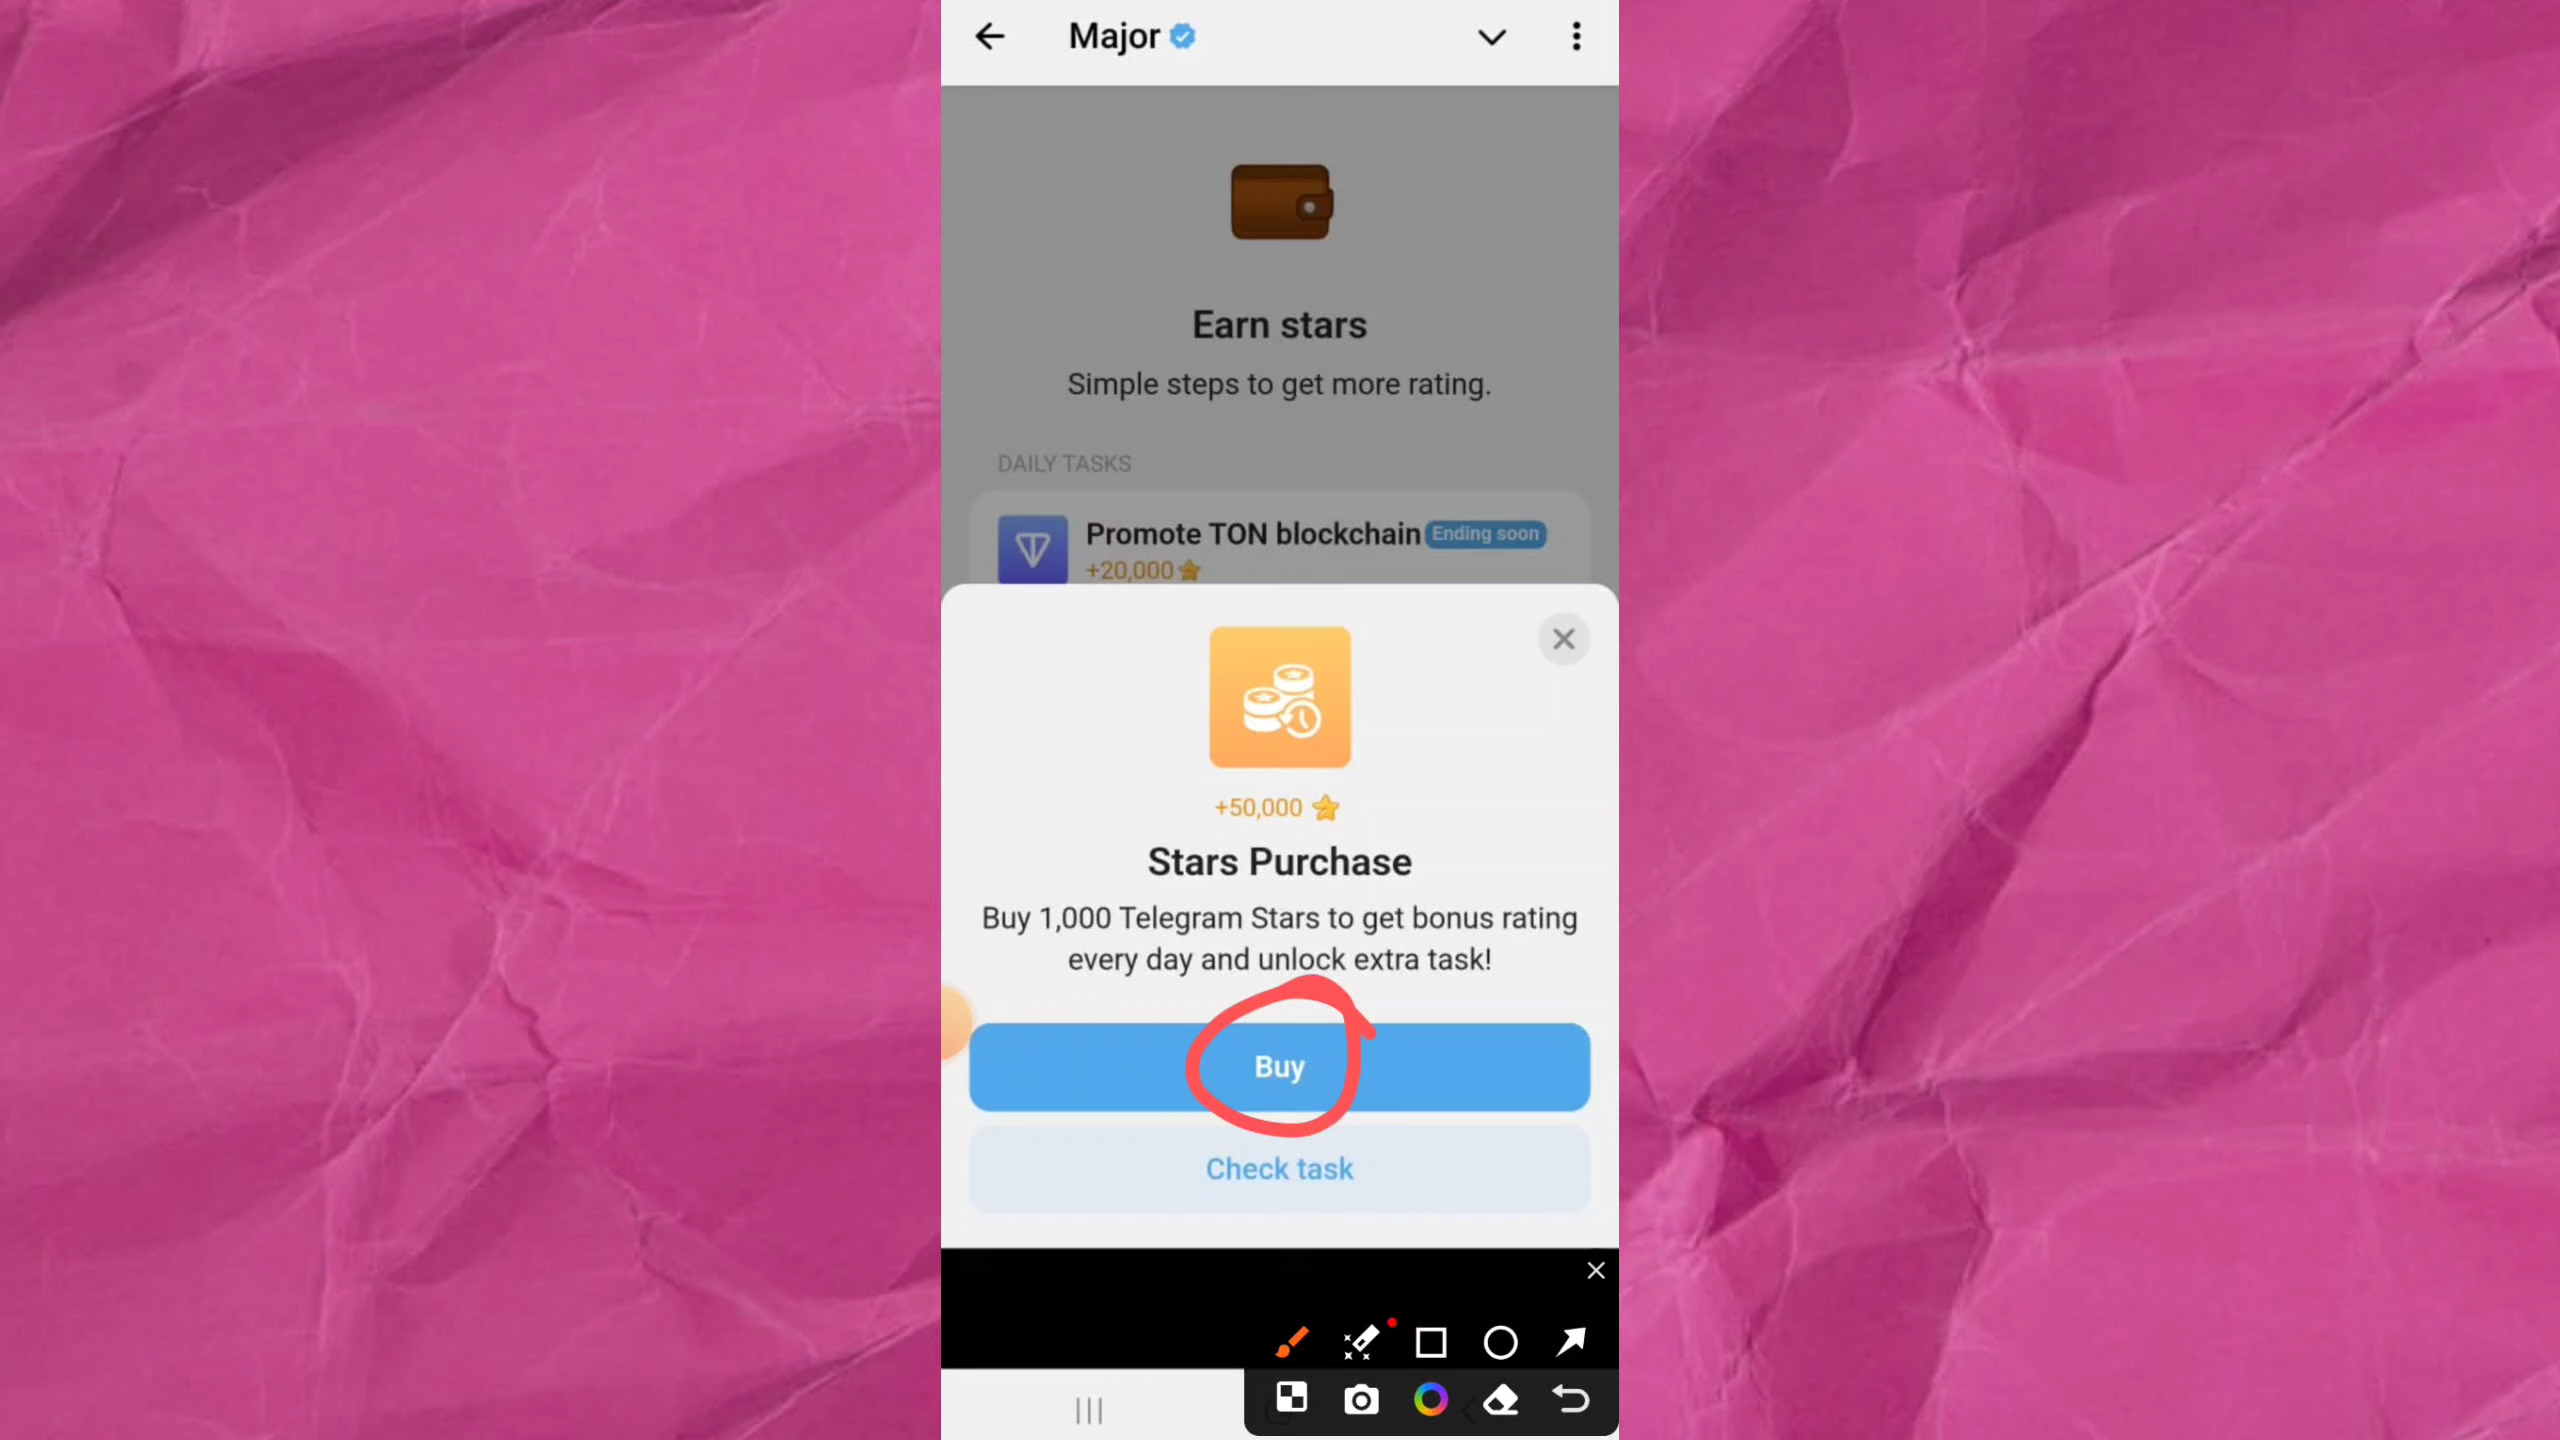 Major
Earn stars
Simple steps to get more rating.
DAILY TASKS
Promote TON blockchain Ending soon
+20,000
+50,000
Stars Purchase
Buy 1,000 Telegram Stars to get bonus rating
every day and unlock extra task!
Buy
Check task